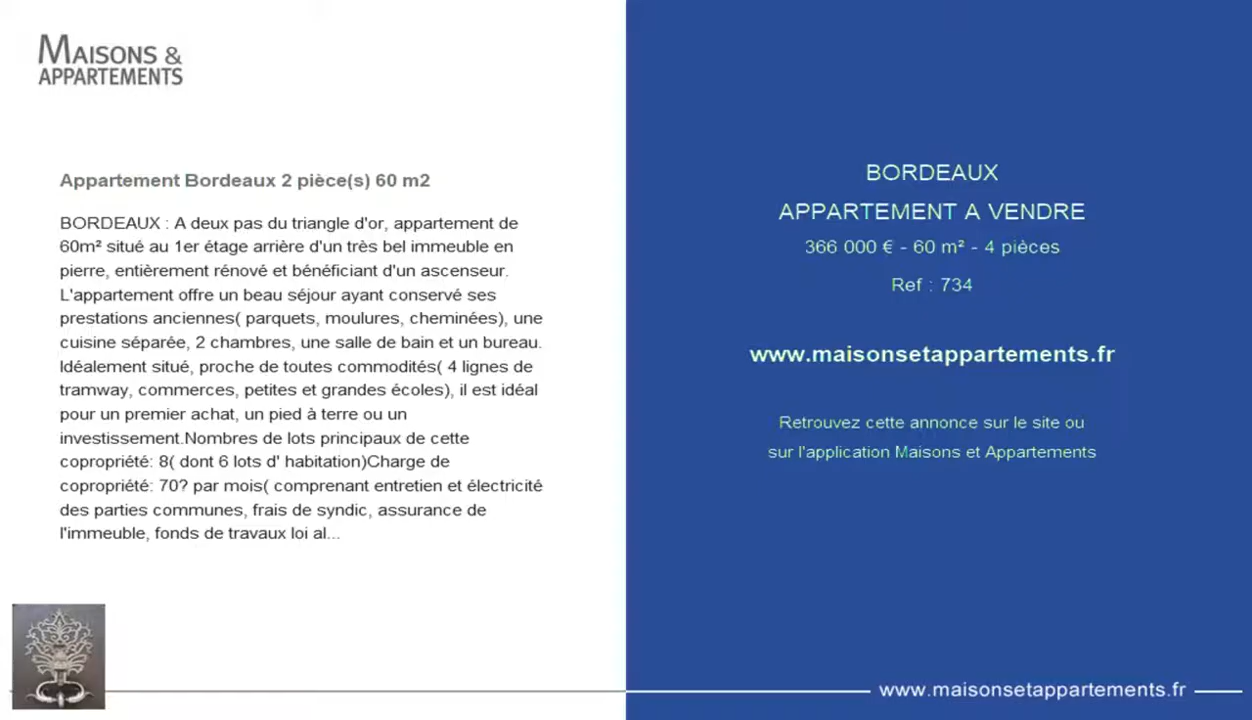 MAISONS &
APPARTEMENTS
Appartement Bordeaux 2 pièce(s) 60 m2
BORDEAUX : A deux pas du triangle d'or, appartement de
60m² situé au 1er étage arrière d'un très bel immeuble en
pierre, entièrement rénové et bénéficiant d'un ascenseur.
L'appartement offre un beau séjour ayant conservé ses
prestations anciennes( parquets, moulures, cheminées), une
cuisine séparée, 2 chambres, une salle de bain et un bureau.
Idéalement situé, proche de toutes commodités( 4 lignes de
tramway, commerces, petites et grandes écoles), il est idéal
pour un premier achat, un pied à terre ou un
investissement.Nombres de lots principaux de cette
copropriété: 8( dont 6 lots d' habitation)Charge de
copropriété: 70? par mois( comprenant entretien et électricité
des parties communes, frais de syndic, assurance de
l'immeuble, fonds de travaux loi al...
BORDEAUX
APPARTEMENT A VENDRE
366 000 € - 60 m² - 4 pièces
Ref : 734
www.maisonsetappartements.fr
Retrouvez cette annonce sur le site ou
sur l'application Maisons et Appartements
www.maisonsetappartements.fr